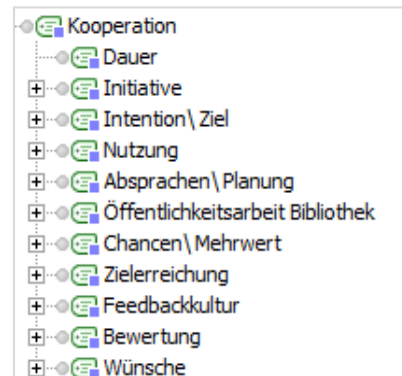 Kooperation
Dauer
Initiative
Intention\Ziel
Nutzung
Absprachen\Planung
Öffentlichkeitsarbeit Bibliothek
Chancen\Mehrwert
Zielerreichung
Feedbackkultur
Bewertung
Wünsche